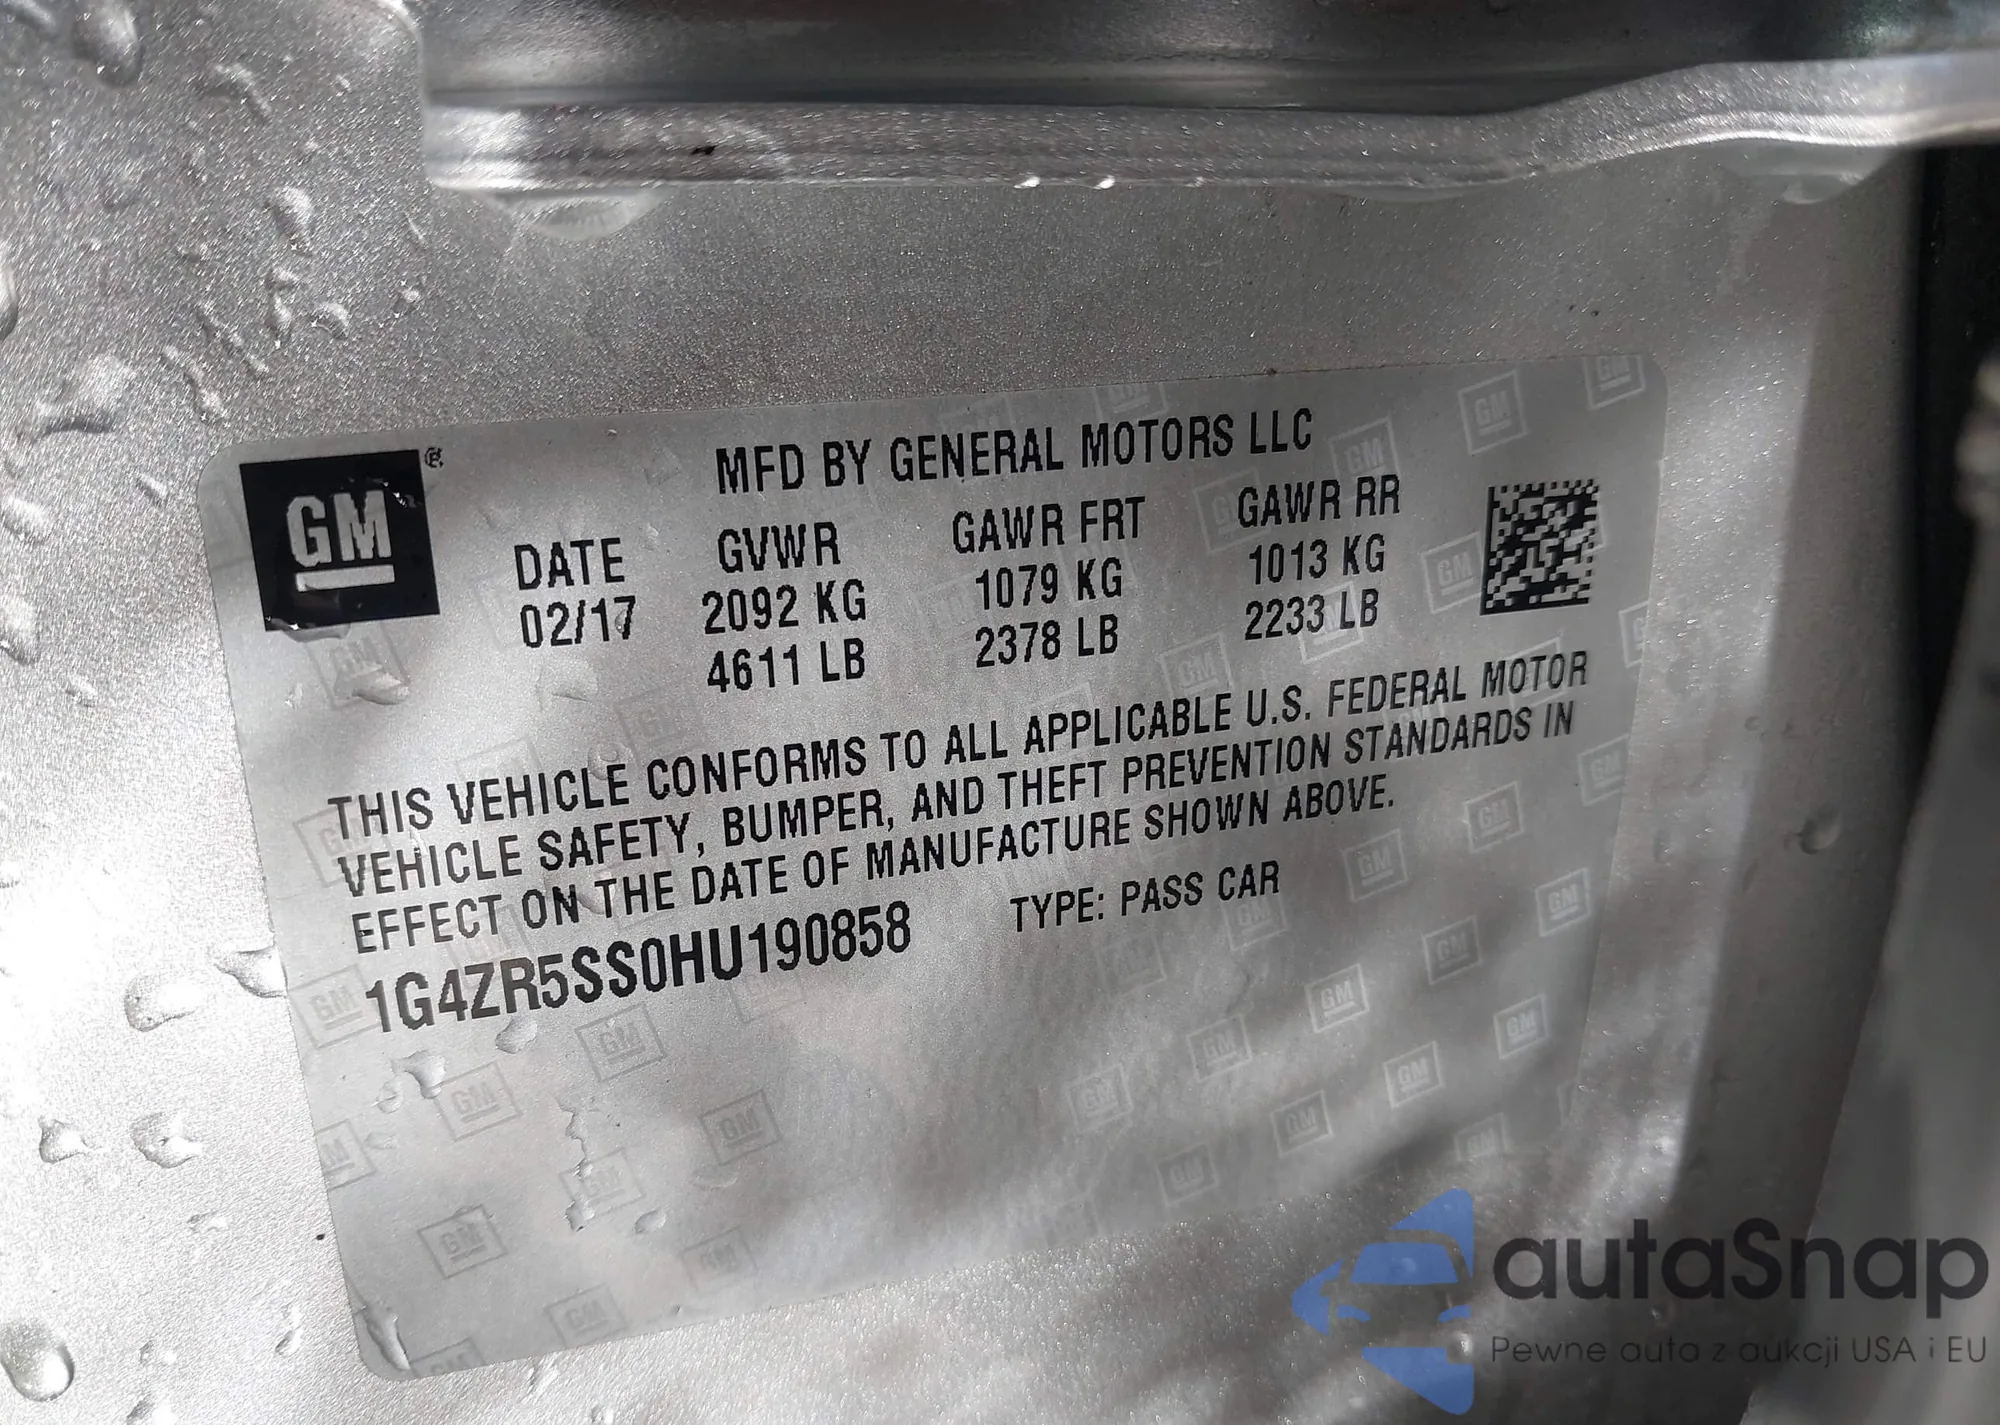 GM ®
MFD BY GENERAL MOTORS LLC
DATE GVWR GAWR FRT GAWR RR
02/17 2092 KG 1079 KG 1013 KG
4611 LB 2378 LB 2233 LB
THIS VEHICLE CONFORMS TO ALL APPLICABLE U.S. FEDERAL MOTOR
VEHICLE SAFETY, BUMPER, AND THEFT PREVENTION STANDARDS IN
EFFECT ON THE DATE OF MANUFACTURE SHOWN ABOVE.
1G4ZR5SS0HU190858 TYPE: PASS CAR
autaSnap
Pewne auta z aukcji USA i EU